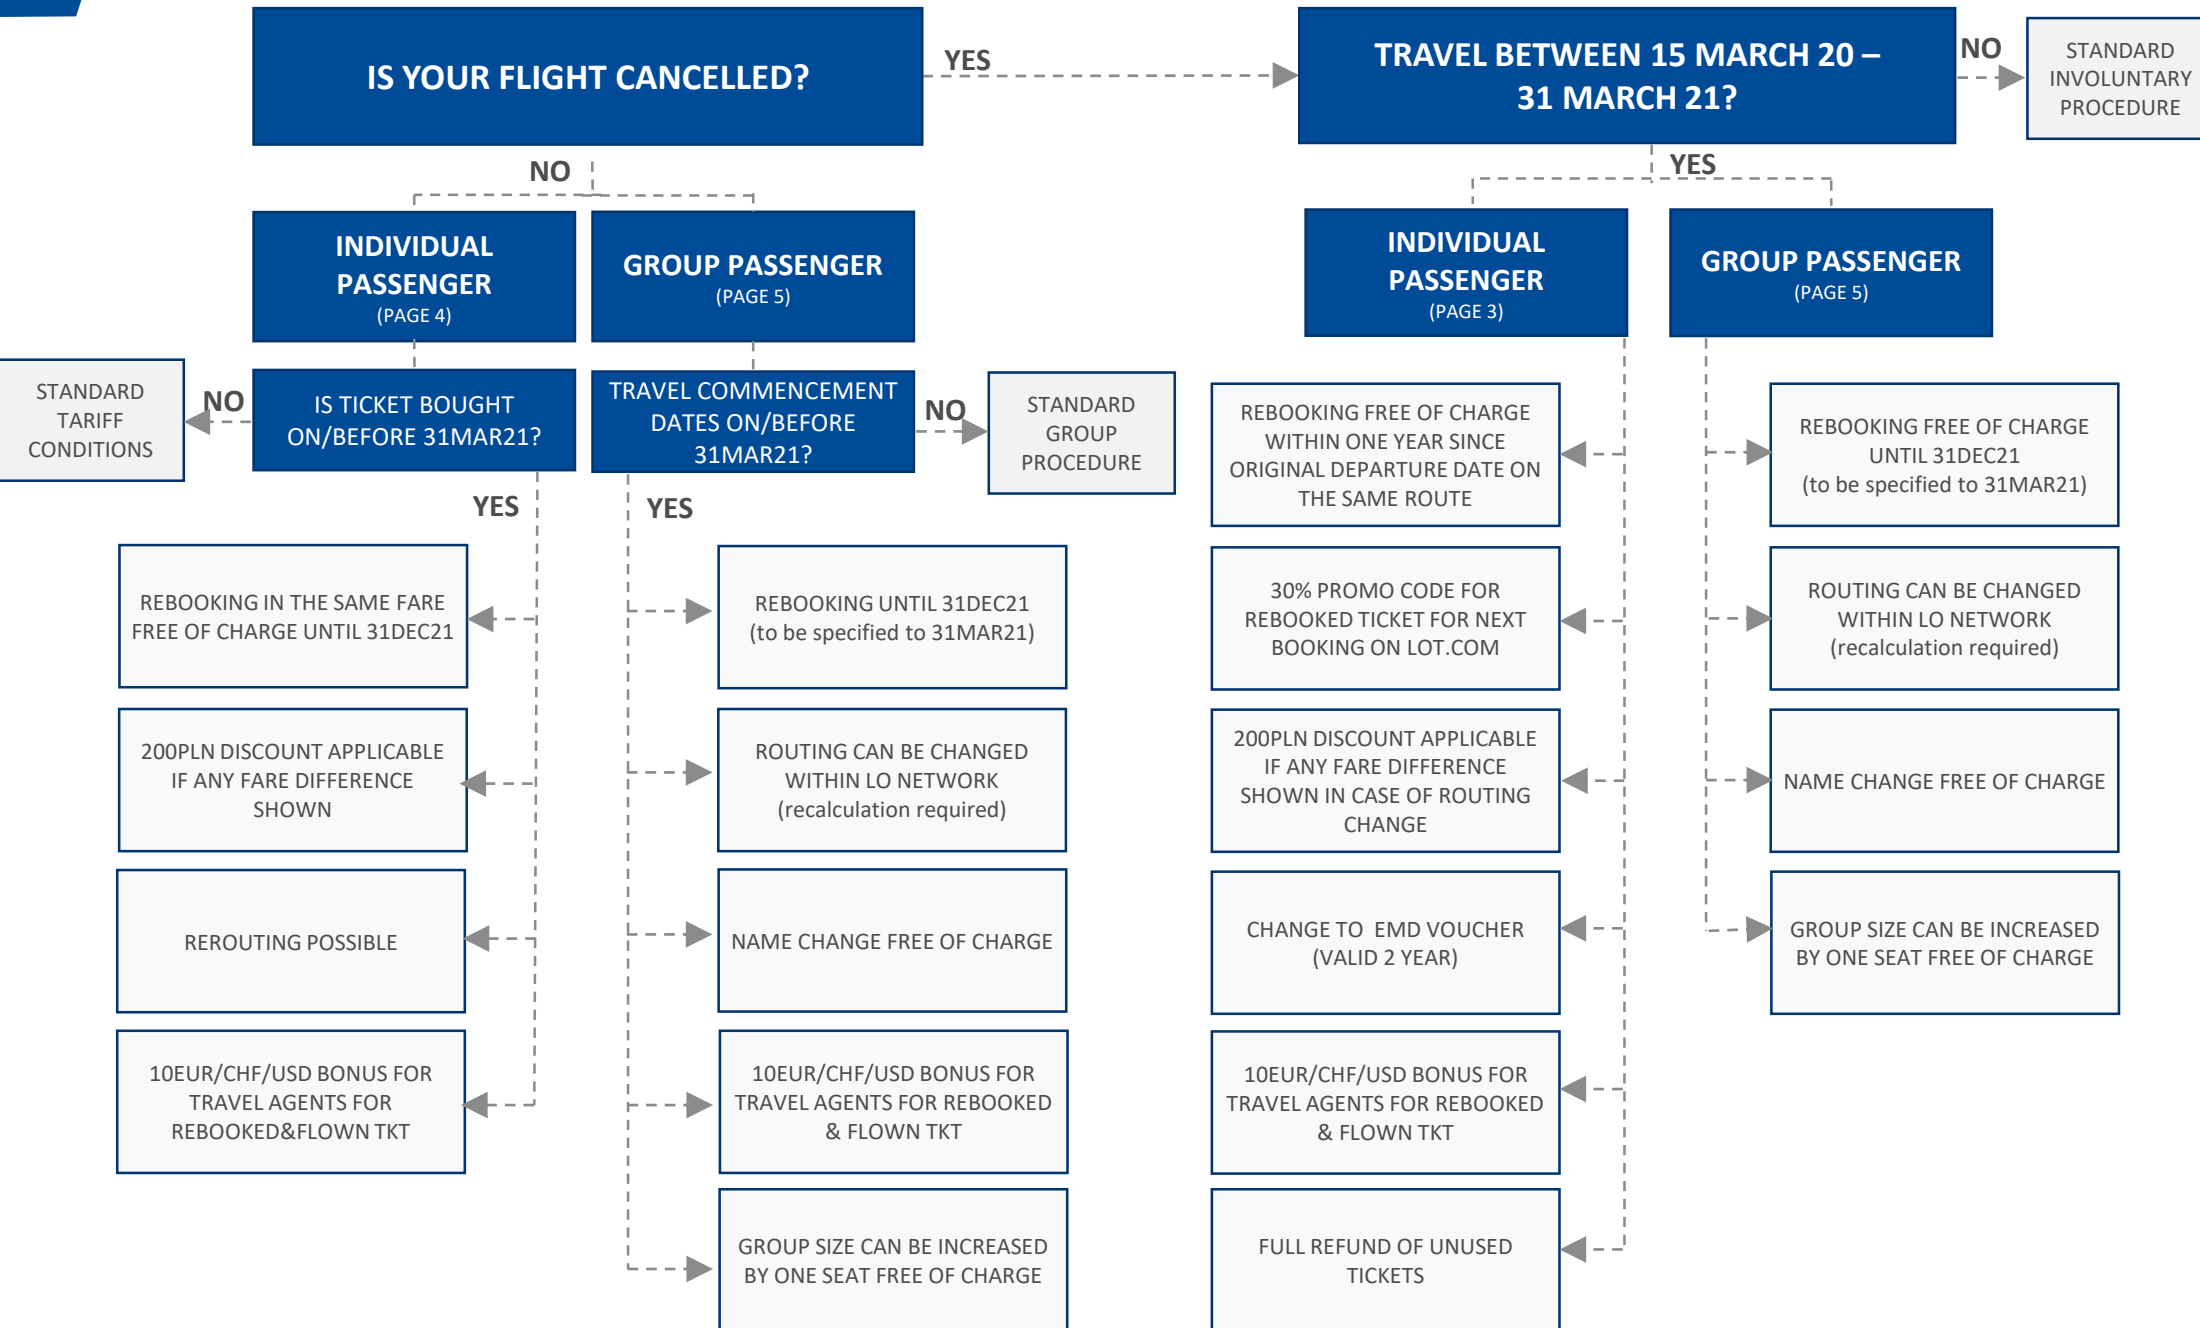 IS YOUR FLIGHT CANCELLED?
YES
TRAVEL BETWEEN 15 MARCH 20 –
31 MARCH 21?
NO
STANDARD
INVOLUNTARY
PROCEDURE
NO
YES
INDIVIDUAL
PASSENGER
(PAGE 4)
GROUP PASSENGER
(PAGE 5)
INDIVIDUAL
PASSENGER
(PAGE 3)
GROUP PASSENGER
(PAGE 5)
STANDARD
TARIFF
CONDITIONS
NO
IS TICKET BOUGHT
ON/BEFORE 31MAR21?
TRAVEL COMMENCEMENT
DATES ON/BEFORE
31MAR21?
NO
STANDARD
GROUP
PROCEDURE
YES
YES
REBOOKING IN THE SAME FARE
FREE OF CHARGE UNTIL 31DEC21
200PLN DISCOUNT APPLICABLE
IF ANY FARE DIFFERENCE
SHOWN
REROUTING POSSIBLE
10EUR/CHF/USD BONUS FOR
TRAVEL AGENTS FOR
REBOOKED&FLOWN TKT
REBOOKING UNTIL 31DEC21
(to be specified to 31MAR21)
ROUTING CAN BE CHANGED
WITHIN LO NETWORK
(recalculation required)
NAME CHANGE FREE OF CHARGE
10EUR/CHF/USD BONUS FOR
TRAVEL AGENTS FOR REBOOKED
& FLOWN TKT
GROUP SIZE CAN BE INCREASED
BY ONE SEAT FREE OF CHARGE
REBOOKING FREE OF CHARGE
WITHIN ONE YEAR SINCE
ORIGINAL DEPARTURE DATE ON
THE SAME ROUTE
30% PROMO CODE FOR
REBOOKED TICKET FOR NEXT
BOOKING ON LOT.COM
200PLN DISCOUNT APPLICABLE
IF ANY FARE DIFFERENCE
SHOWN IN CASE OF ROUTING
CHANGE
CHANGE TO EMD VOUCHER
(VALID 2 YEAR)
10EUR/CHF/USD BONUS FOR
TRAVEL AGENTS FOR REBOOKED
& FLOWN TKT
FULL REFUND OF UNUSED
TICKETS
REBOOKING FREE OF CHARGE
UNTIL 31DEC21
(to be specified to 31MAR21)
ROUTING CAN BE CHANGED
WITHIN LO NETWORK
(recalculation required)
NAME CHANGE FREE OF CHARGE
GROUP SIZE CAN BE INCREASED
BY ONE SEAT FREE OF CHARGE